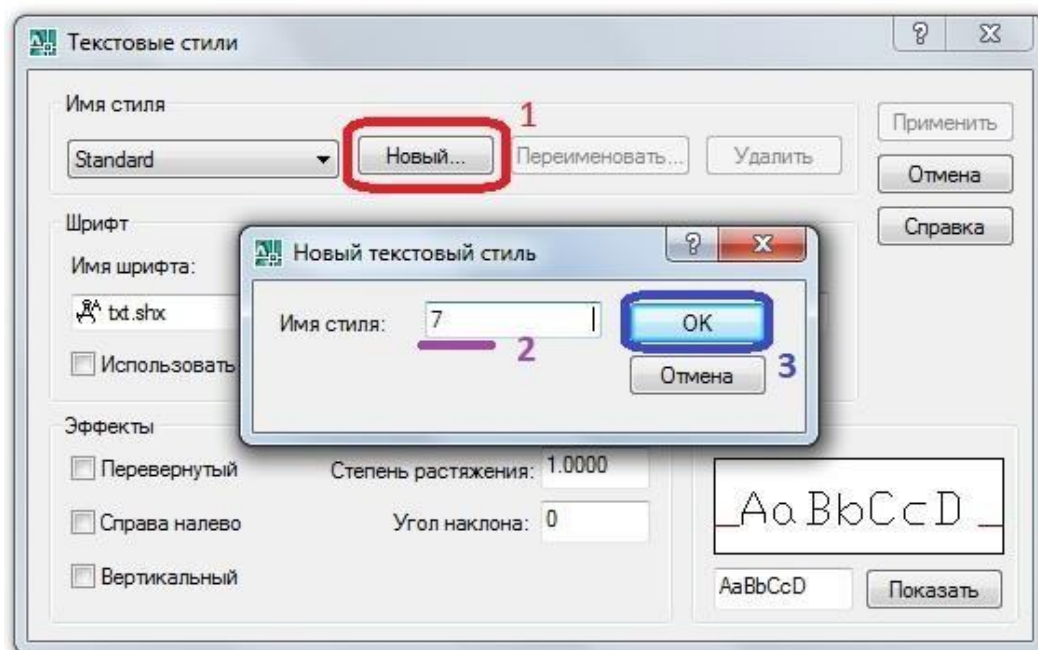 Текстовые стили
Имя стиля
1
Standard
Новый...
Переименовать...
Удалить
Применить
Отмена
Справка
Шрифт
Имя шрифта:
txt.shx
Использовать
Новый текстовый стиль
Имя стиля:
7
2
OK
3
Отмена
Эффекты
Перевернутый
Степень растяжения: 1.0000
Справа налево
Угол наклона: 0
Вертикальный
AaBbCcD
AaBbCcD
Показать